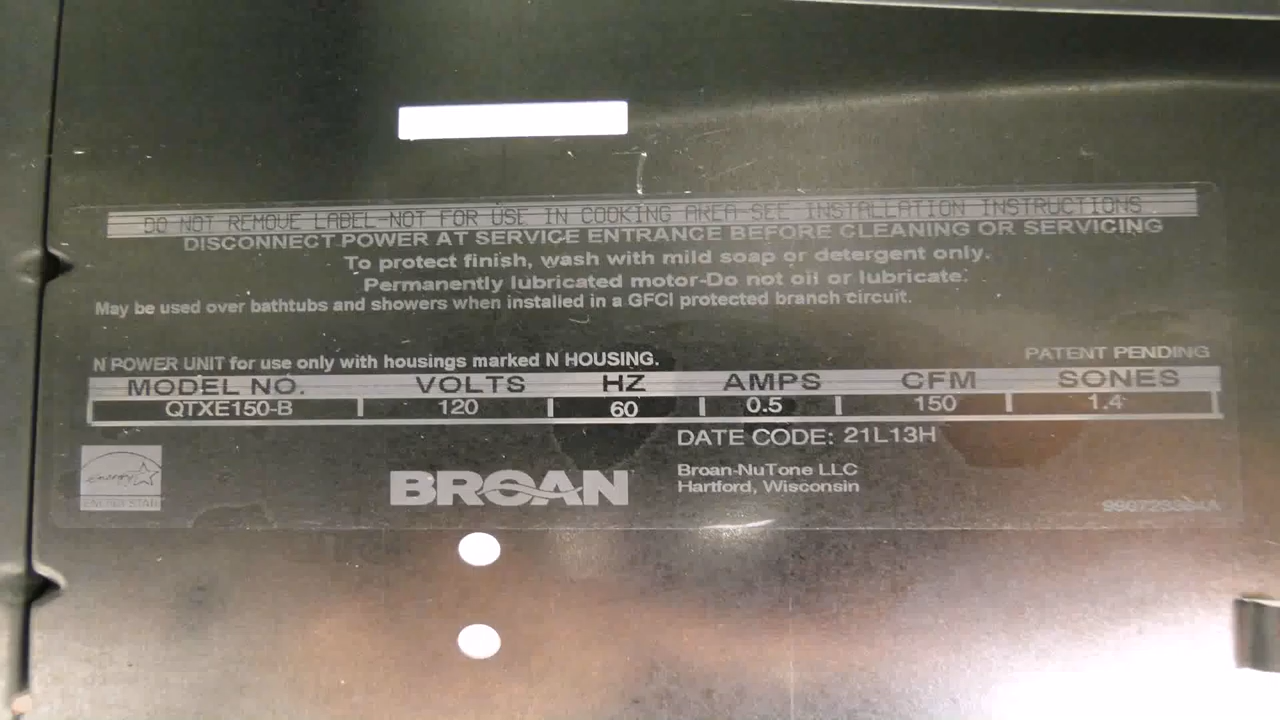 DO NOT REMOVE LABEL-NOT FOR USE IN COOKING AREA-SEE INSTALLATION INSTRUCTIONS
DISCONNECT POWER AT SERVICE ENTRANCE BEFORE CLEANING OR SERVICING
To protect finish, wash with mild soap or detergent only.
Permanently lubricated motor-Do not oil or lubricate.
May be used over bathtubs and showers when installed in a GFCI protected branch circuit.
N POWER UNIT for use only with housings marked N HOUSING.
PATENT PENDING
MODEL NO. VOLTS HZ AMPS CFM SONES
QTXE150-B 120 60 0.5 150 1.4
DATE CODE: 21L13H
energy
ENERGY STAR
BROAN
Broan-NuTone LLC
Hartford, Wisconsin